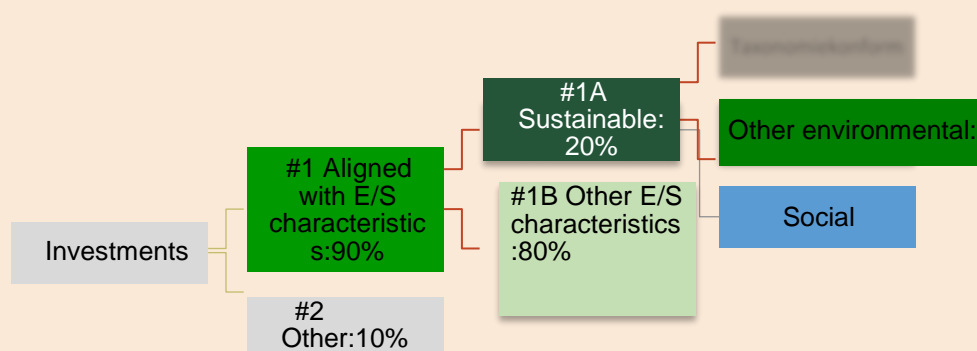 Taxonomiekonform
#1A
Sustainable:
20%
Other environmental:
#1 Aligned
with E/S
characteristic
s:90%
#1B Other E/S
characteristics
:80%
Social
Investments
#2
Other:10%